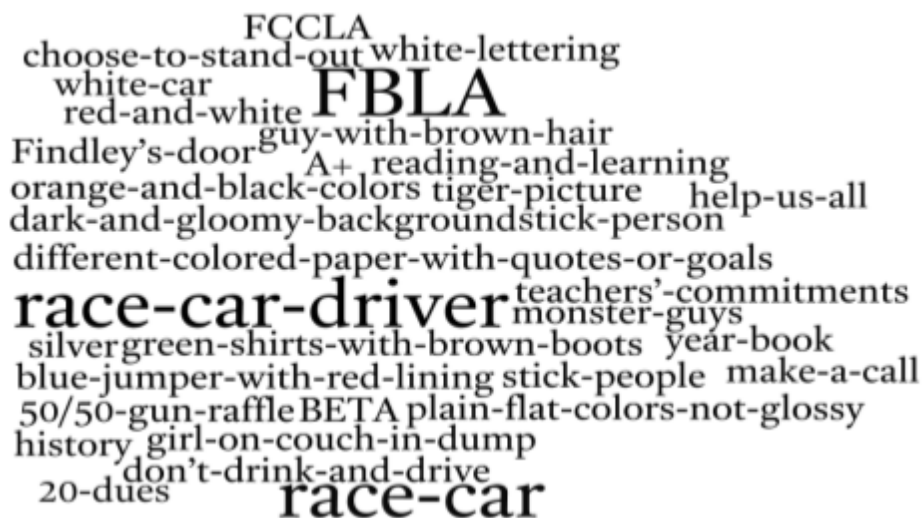 FCCLA
choose-to-stand-out white-lettering
white-car FBLA
red-and-white
guy-with-brown-hair
Findley's-door A+ reading-and-learning
orange-and-black-colors tiger-picture help-us-all
dark-and-gloomy-background stick-person
different-colored-paper-with-quotes-or-goals
race-car-driver teachers'-commitments
monster-guys
silver green-shirts-with-brown-boots year-book
blue-jumper-with-red-lining stick-people make-a-call
50/50-gun-raffle BETA plain-flat-colors-not-glossy
history girl-on-couch-in-dump
don't-drink-and-drive
20-dues race-car